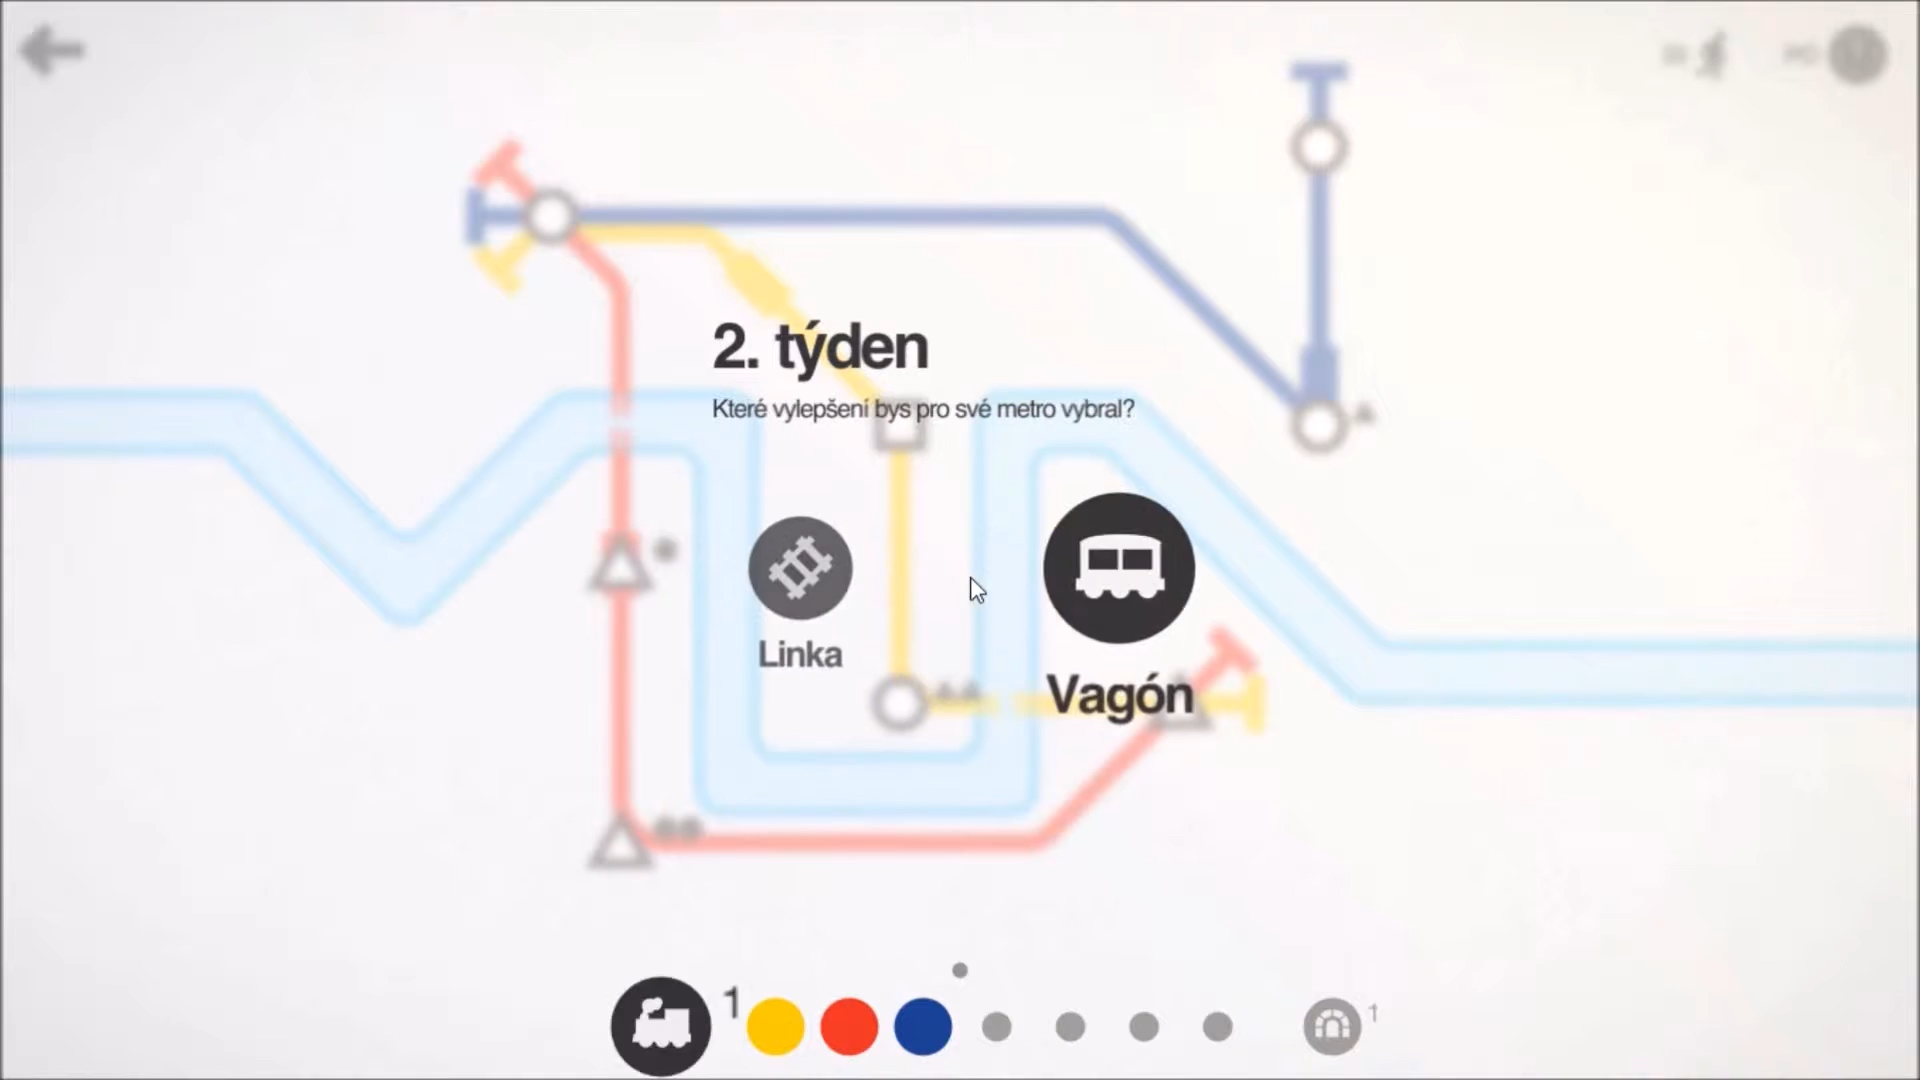 2. týden
Které vylepšení bys pro své metro vybral?
Linka
Vagón
1
1